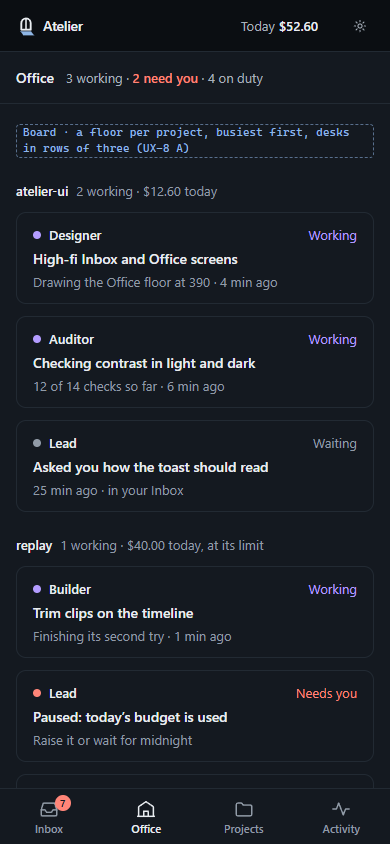 Atelier
Today $52.60
Office 3 working · 2 need you · 4 on duty
Board · a floor per project, busiest first, desks
in rows of three (UX-8 A)
atelier-ui 2 working · $12.60 today
Designer Working
High-fi Inbox and Office screens
Drawing the Office floor at 390 · 4 min ago
Auditor Working
Checking contrast in light and dark
12 of 14 checks so far · 6 min ago
Lead Waiting
Asked you how the toast should read
25 min ago · in your Inbox
replay 1 working · $40.00 today, at its limit
Builder Working
Trim clips on the timeline
Finishing its second try · 1 min ago
Lead Needs you
Paused: today’s budget is used
Raise it or wait for midnight
7
Inbox Office Projects Activity